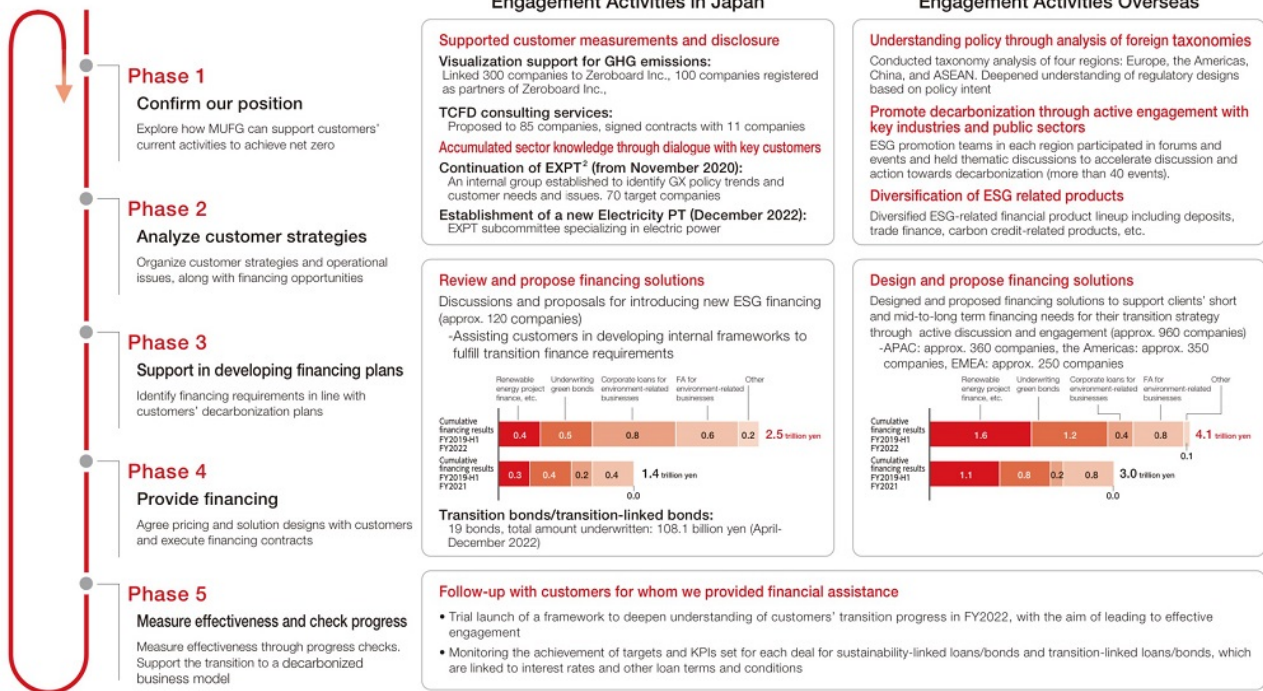 Engagement Activities in Japan
Engagement Activities Overseas
Phase 1
Confirm our position
Explore how MUFG can support customers'
current activities to achieve net zero
Phase 2
Analyze customer strategies
Organize customer strategies and operational
issues, along with financing opportunities
Phase 3
Support in developing financing plans
Identify financing requirements in line with
customers' decarbonization plans
Phase 4
Provide financing
Agree pricing and solution designs with customers
and execute financing contracts
Phase 5
Measure effectiveness and check progress
Measure effectiveness through progress checks.
Support the transition to a decarbonized
business model
Supported customer measurements and disclosure
Visualization support for GHG emissions:
Linked 300 companies to Zeroboard Inc., 100 companies registered
as partners of Zeroboard Inc.,
TCFD consulting services:
Proposed to 85 companies, signed contracts with 11 companies
Accumulated sector knowledge through dialogue with key customers
Continuation of EXPT² (from November 2020):
An internal group established to identify GX policy trends and
customer needs and issues. 70 target companies
Establishment of a new Electricity PT (December 2022):
EXPT subcommittee specializing in electric power
Understanding policy through analysis of foreign taxonomies
Conducted taxonomy analysis of four regions: Europe, the Americas,
China, and ASEAN. Deepened understanding of regulatory designs
based on policy intent
Promote decarbonization through active engagement with
key industries and public sectors
ESG promotion teams in each region participated in forums and
events and held thematic discussions to accelerate discussion and
action towards decarbonization (more than 40 events).
Diversification of ESG related products
Diversified ESG-related financial product lineup including deposits,
trade finance, carbon credit-related products, etc.
Review and propose financing solutions
Discussions and proposals for introducing new ESG financing
(approx. 120 companies)
-Assisting customers in developing internal frameworks to
fulfill transition finance requirements
Renewable
energy project
finance, etc.
Underwriting
green bonds
Corporate loans for
environment-related
businesses
FA for
environment-related
businesses
Other
Cumulative
financing results
FY2019-H1
FY2022
0.4 0.5 0.8 0.6 0.2 2.5 trillion yen
Cumulative
financing results
FY2019-H1
FY2021
0.3 0.4 0.2 0.4 1.4 trillion yen
0.0
Transition bonds/transition-linked bonds:
19 bonds, total amount underwritten: 108.1 billion yen (April-
December 2022)
Design and propose financing solutions
Designed and proposed financing solutions to support clients' short
and mid-to-long term financing needs for their transition strategy
through active discussion and engagement (approx. 960 companies)
-APAC: approx. 360 companies, the Americas: approx. 350
companies, EMEA: approx. 250 companies
Renewable
energy project
finance, etc.
Underwriting
green bonds
Corporate loans for
environment-related
businesses
FA for
environment-related
businesses
Other
Cumulative
financing results
FY2019-H1
FY2022
1.6 1.2 0.4 0.8 4.1 trillion yen
0.1
Cumulative
financing results
FY2019-H1
FY2021
1.1 0.8 0.2 0.8 3.0 trillion yen
0.0
Follow-up with customers for whom we provided financial assistance
• Trial launch of a framework to deepen understanding of customers' transition progress in FY2022, with the aim of leading to effective
engagement
• Monitoring the achievement of targets and KPIs set for each deal for sustainability-linked loans/bonds and transition-linked loans/bonds, which
are linked to interest rates and other loan terms and conditions